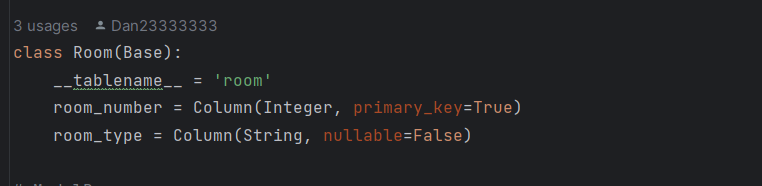 3 usages Dan23333333
class Room(Base):
    __tablename__ = 'room'
    room_number = Column(Integer, primary_key=True)
    room_type = Column(String, nullable=False)